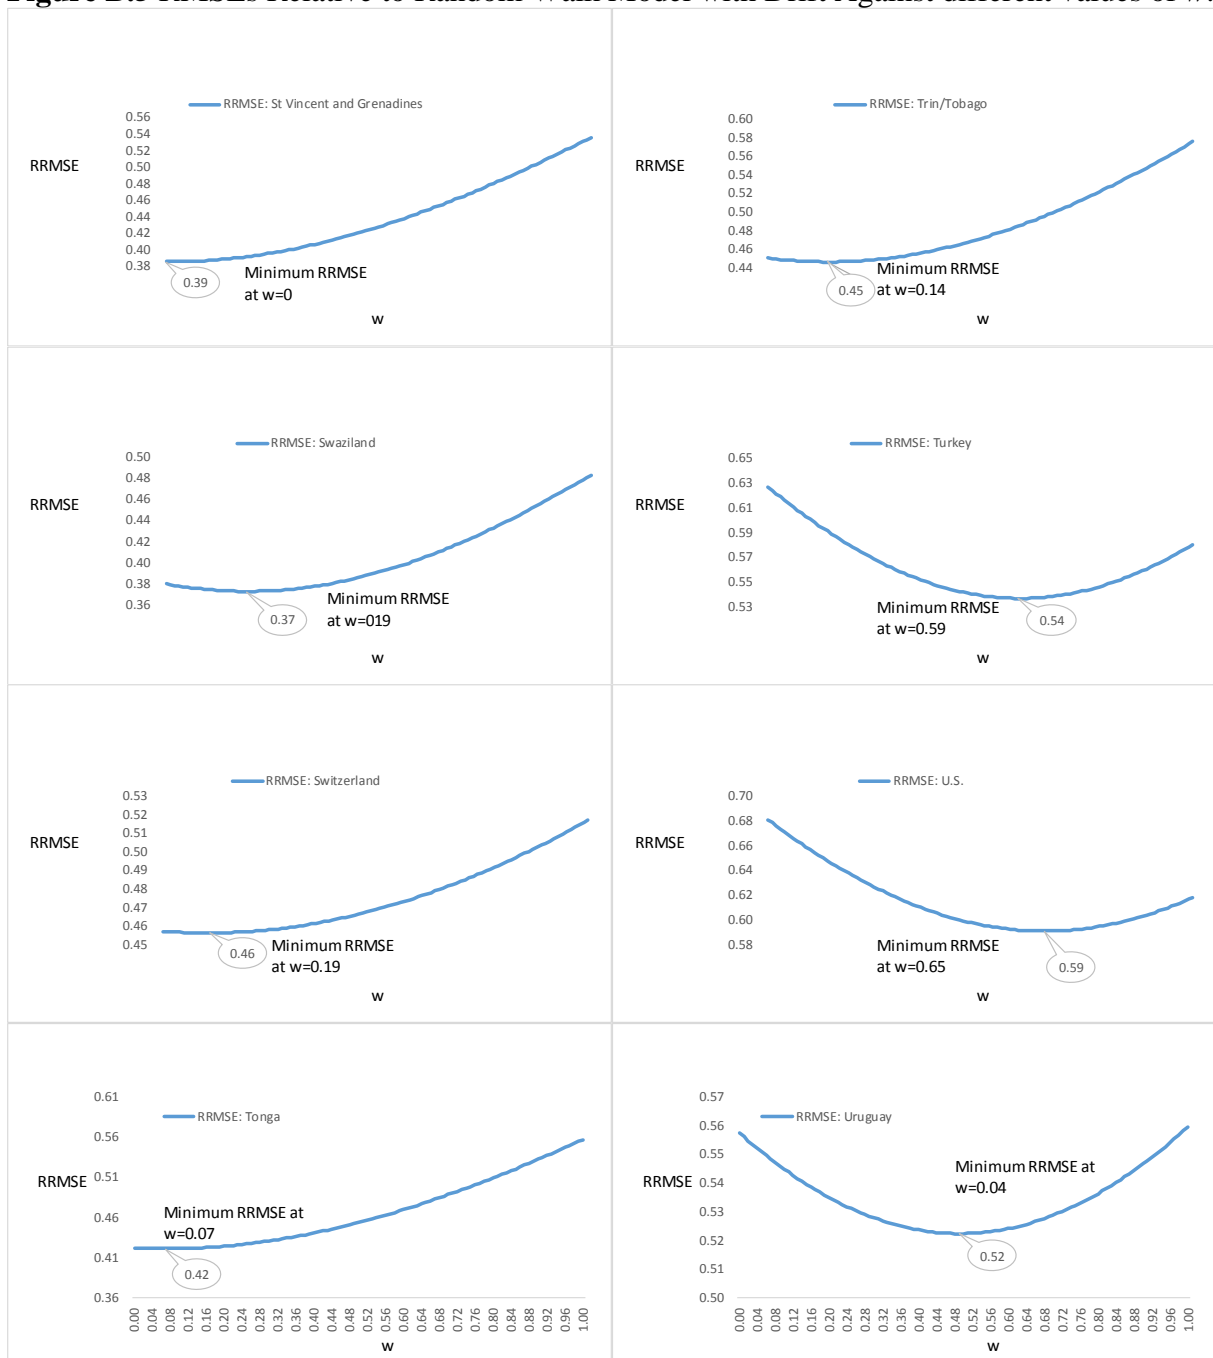 Figure RMSEs Relative to Random Walk Model with Drift Against different values of w.
RRMSE: St Vincent and Grenadines
0.56
0.54
0.52
0.50
0.48
0.46
0.44
0.42
0.40
0.38
RRMSE
0.39
Minimum RRMSE
at w=0
w
RRMSE: Trin/Tobago
0.60
0.58
0.56
0.54
0.52
0.50
0.48
0.46
0.44
RRMSE
0.45
Minimum RRMSE
at w=0.14
w
RRMSE: Swaziland
0.50
0.48
0.46
0.44
0.42
0.40
0.38
0.36
RRMSE
0.37
Minimum RRMSE
at w=019
w
RRMSE: Turkey
0.65
0.63
0.61
0.59
0.57
0.55
0.53
RRMSE
Minimum RRMSE
at w=0.59
0.54
w
RRMSE: Switzerland
0.53
0.52
0.51
0.50
0.49
0.48
0.47
0.46
0.45
RRMSE
0.46
Minimum RRMSE
at w=0.19
w
RRMSE: U.S.
0.70
0.68
0.66
0.64
0.62
0.60
0.58
RRMSE
Minimum RRMSE
at w=0.65
0.59
w
RRMSE: Tonga
0.61
0.56
0.51
0.46
0.41
0.36
RRMSE
Minimum RRMSE at
w=0.07
0.42
0.00 0.04 0.08 0.12 0.16 0.20 0.24 0.28 0.32 0.36 0.40 0.44 0.48 0.52 0.56 0.60 0.64 0.68 0.72 0.76 0.80 0.84 0.88 0.92 0.96 1.00
w
RRMSE: Uruguay
0.57
0.56
0.55
0.54
0.53
0.52
0.51
0.50
RRMSE
Minimum RRMSE at
w=0.04
0.52
0.00 0.04 0.08 0.12 0.16 0.20 0.24 0.28 0.32 0.36 0.40 0.44 0.48 0.52 0.56 0.60 0.64 0.68 0.72 0.76 0.80 0.84 0.88 0.92 0.96 1.00
w